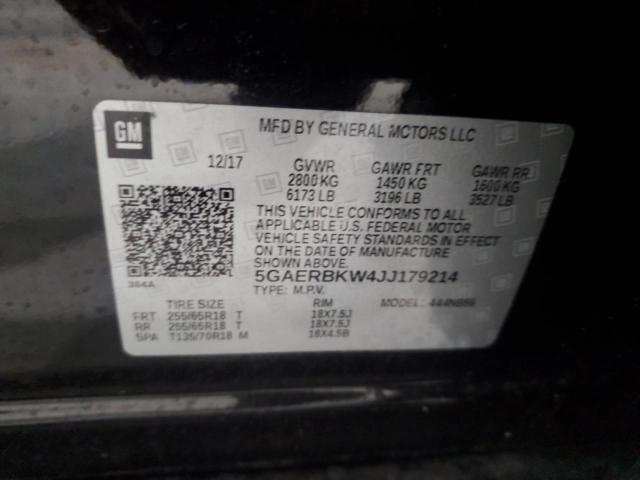 GM
MFD BY GENERAL MOTORS LLC
12/17 GVWR GAWR FRT GAWR RR
2800 KG 1450 KG 1600 KG
6173 LB 3196 LB 3527 LB
THIS VEHICLE CONFORMS TO ALL
APPLICABLE U.S. FEDERAL MOTOR
VEHICLE SAFETY STANDARDS IN EFFECT
ON THE DATE OF MANUFACTURE
SHOWN ABOVE.
384A
5GAERBKW4JJ179214
TYPE: M.P.V. MODEL:
TIRE SIZE RIM
FRT 255/65R18 T 18X7.5J
RR 255/65R18 T 18X7.5J
SPA T135/70R18 M 18X4.5B